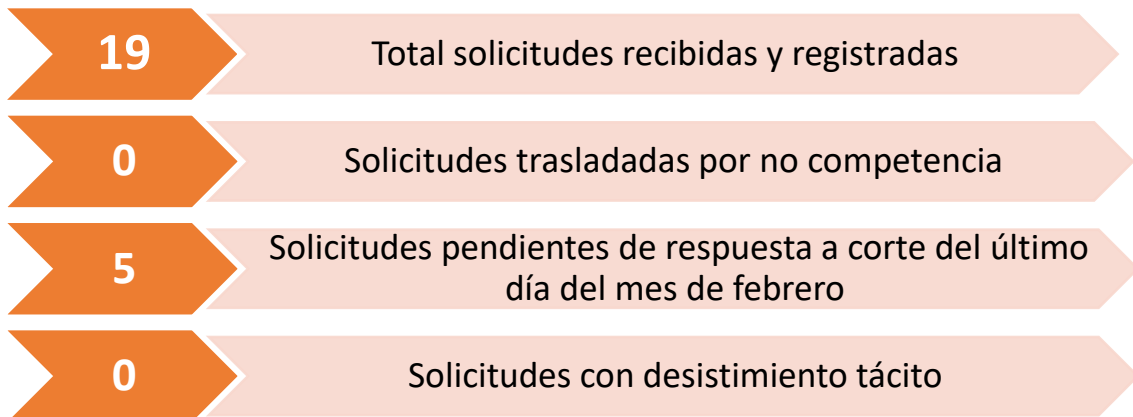 19
Total solicitudes recibidas y registradas
0
Solicitudes trasladadas por no competencia
5
Solicitudes pendientes de respuesta a corte del último
día del mes de febrero
0
Solicitudes con desistimiento tácito